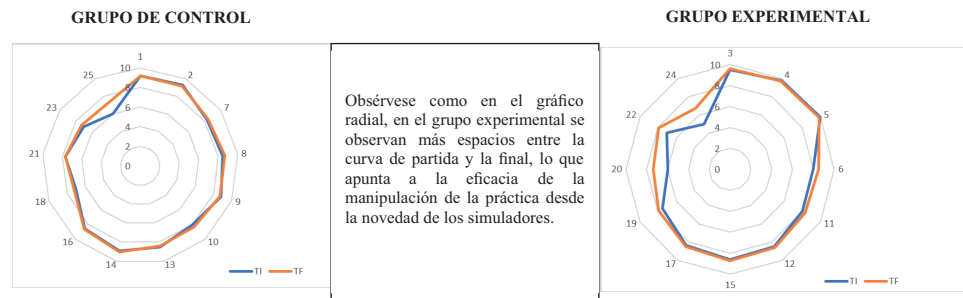 GRUPO DE CONTROL
1
2
7
8
9
10
13
14
16
18
21
23
25
10
8
6
4
2
0
TI
TF
Obsérvese como en el gráfico
radial, en el grupo experimental se
observan más espacios entre la
curva de partida y la final, lo que
apunta a la eficacia de la
manipulación de la práctica desde
la novedad de los simuladores.
GRUPO EXPERIMENTAL
3
4
5
6
11
12
15
17
19
20
22
24
10
8
6
4
2
0
TI
TF